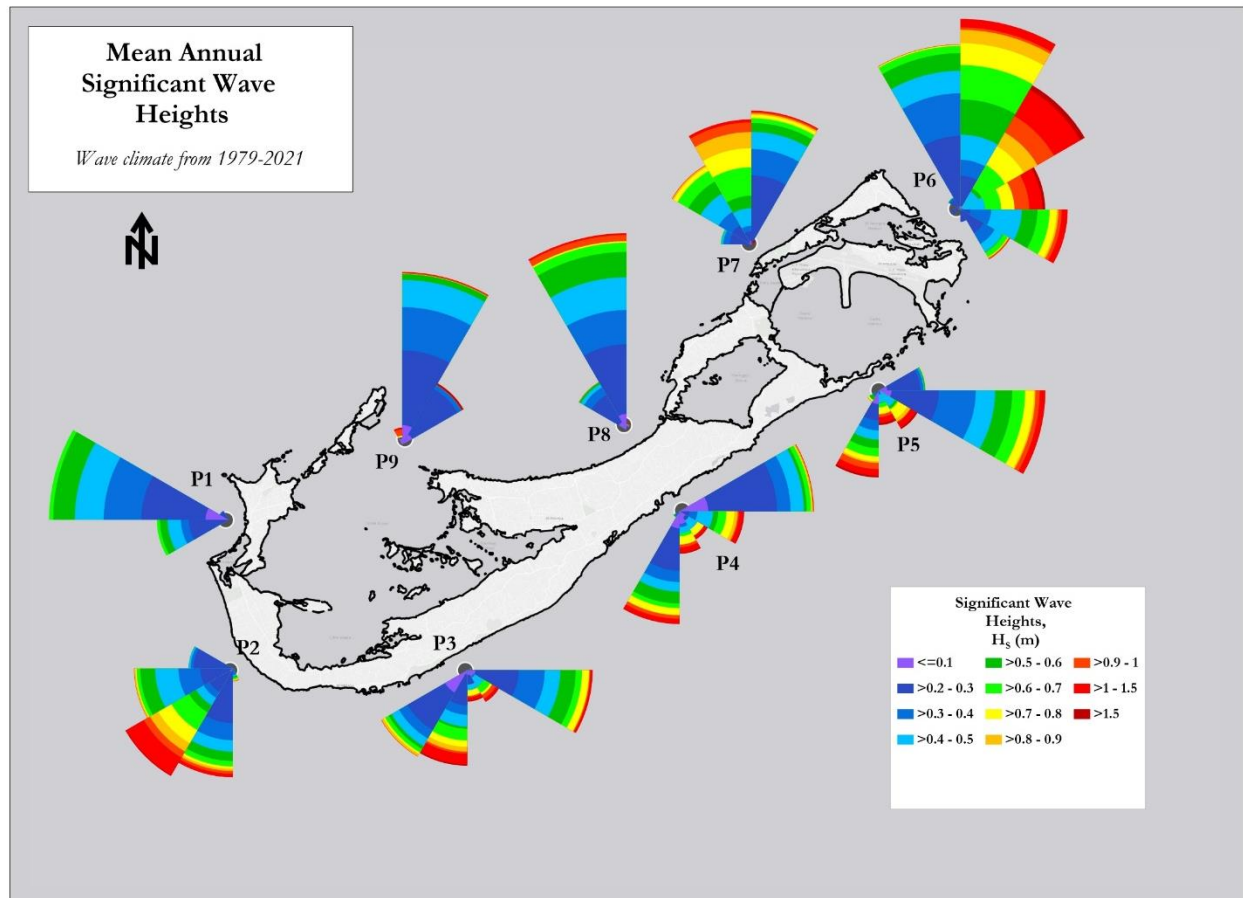 Mean Annual
Significant Wave
Heights
Wave climate from 1979-2021
N
P6
P7
P8
P9
P1
P5
P4
P2
P3
Significant Wave
Heights,
H_S (m)
<=0.1
>0.5 - 0.6
>0.9 - 1
>0.2 - 0.3
>0.6 - 0.7
>1 - 1.5
>0.3 - 0.4
>0.7 - 0.8
>1.5
>0.4 - 0.5
>0.8 - 0.9